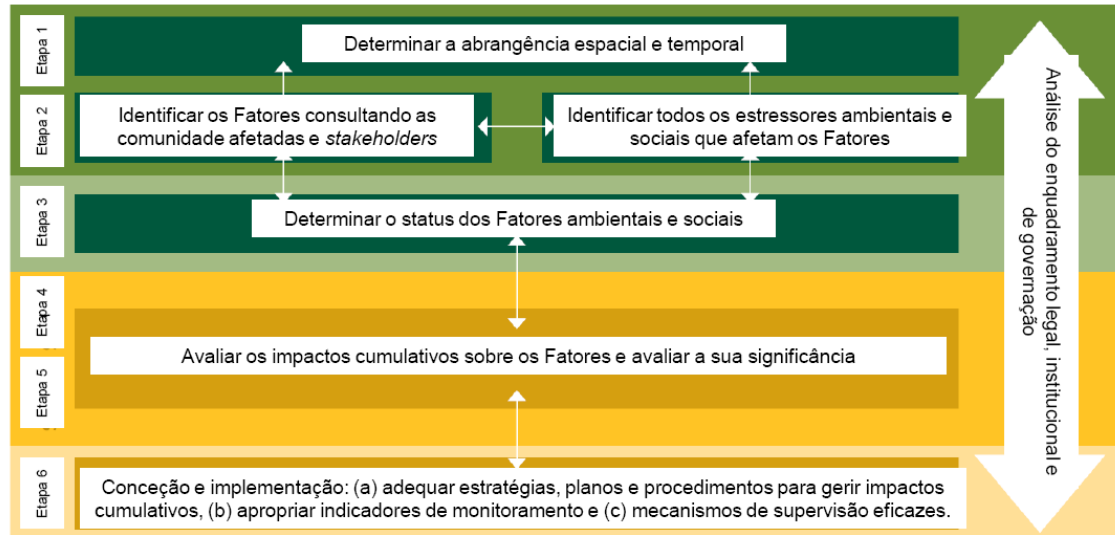 Etapa 1
Determinar a abrangência espacial e temporal
Etapa 2
Identificar os Fatores consultando as
comunidade afetadas e stakeholders
Identificar todos os estressores ambientais e
sociais que afetam os Fatores
Etapa 3
Determinar o status dos Fatores ambientais e sociais
Etapa 4
Avaliar os impactos cumulativos sobre os Fatores e avaliar a sua significância
Etapa 5
Etapa 6
Conceção e implementação: (a) adequar estratégias, planos e procedimentos para gerir impactos
cumulativos, (b) apropriar indicadores de monitoramento e (c) mecanismos de supervisão eficazes.
Análise do enquadramento legal, institucional e
de governação